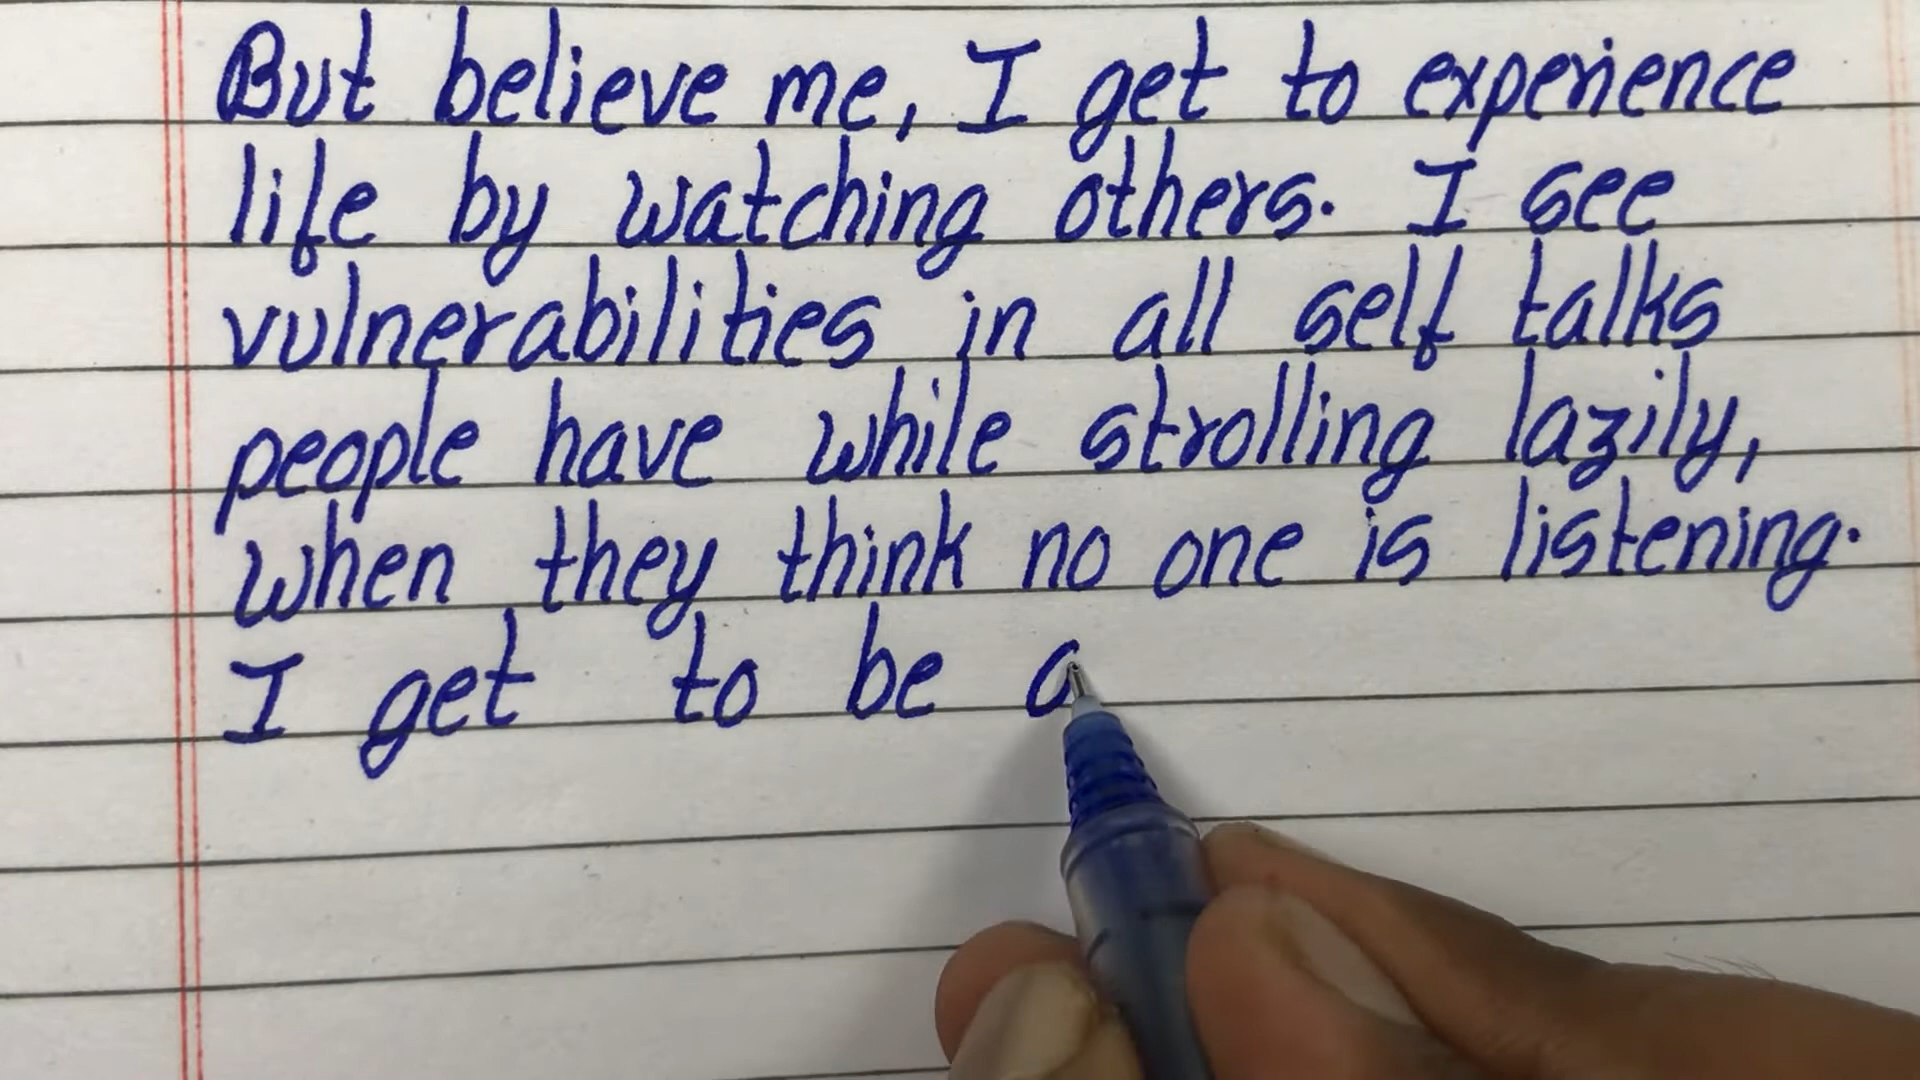 But believe me, I get to experience
life by watching others. I see
vulnerabilities in all self talks
people have while strolling lazily,
when they think no one is listening.
I get to be